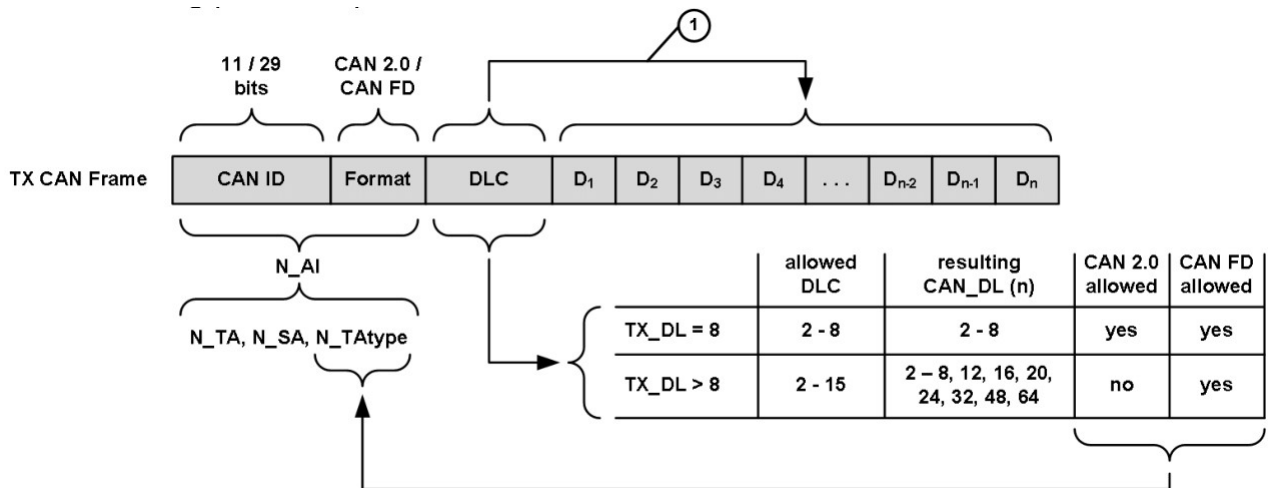 1
11 / 29
bits
CAN 2.0 /
CAN FD
TX CAN Frame
CAN ID
Format
DLC
D1
D2
D3
D4
. . .
Dn-2
Dn-1
Dn
N_AI
N_TA, N_SA, N_TAtype
allowed
DLC
resulting
CAN_DL (n)
CAN 2.0
allowed
CAN FD
allowed
TX_DL = 8
2 - 8
2 - 8
yes
yes
TX_DL > 8
2 - 15
2 – 8, 12, 16, 20,
24, 32, 48, 64
no
yes